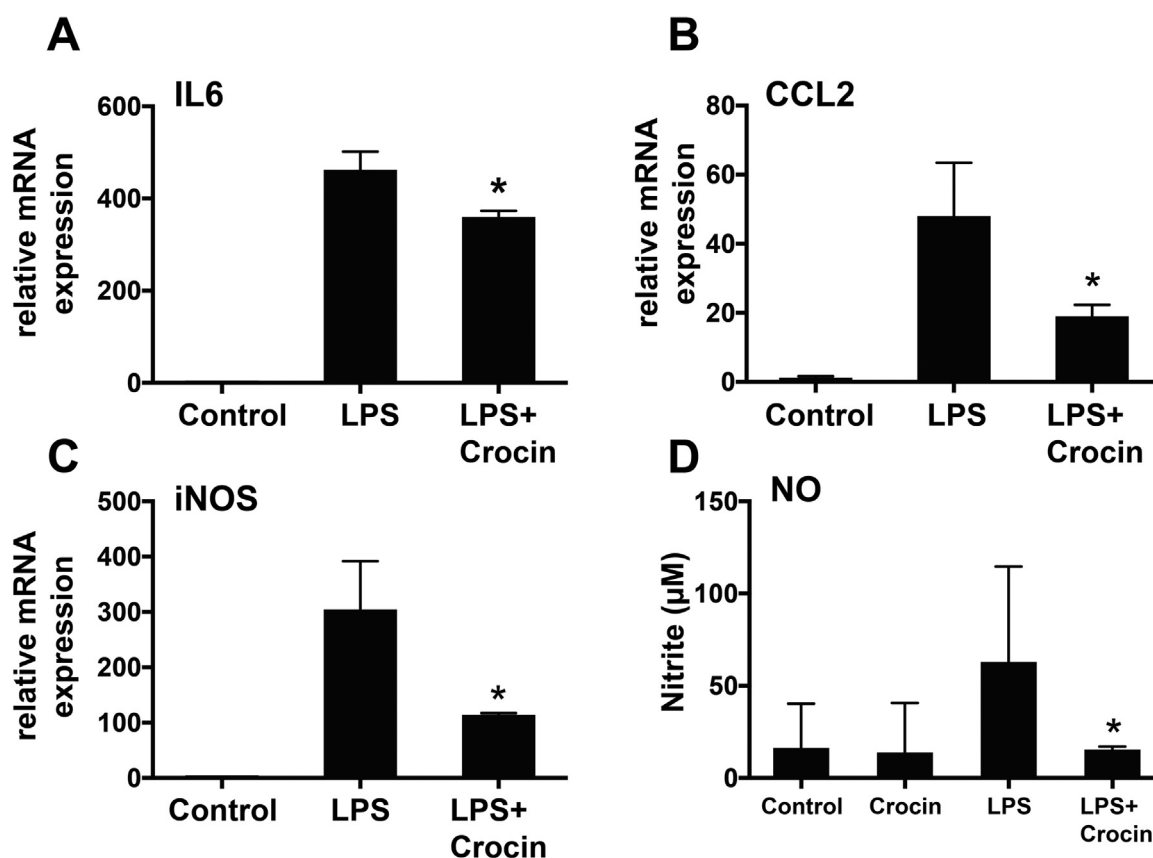 A
IL6
relative mRNA
expression
600
400
200
0
*
Control
LPS
LPS+
Crocin
B
CCL2
relative mRNA
expression
80
60
40
20
0
*
Control
LPS
LPS+
Crocin
C
iNOS
relative mRNA
expression
500
400
300
200
100
0
*
Control
LPS
LPS+
Crocin
D
NO
Nitrite (µM)
150
100
50
0
*
Control
Crocin
LPS
LPS+
Crocin